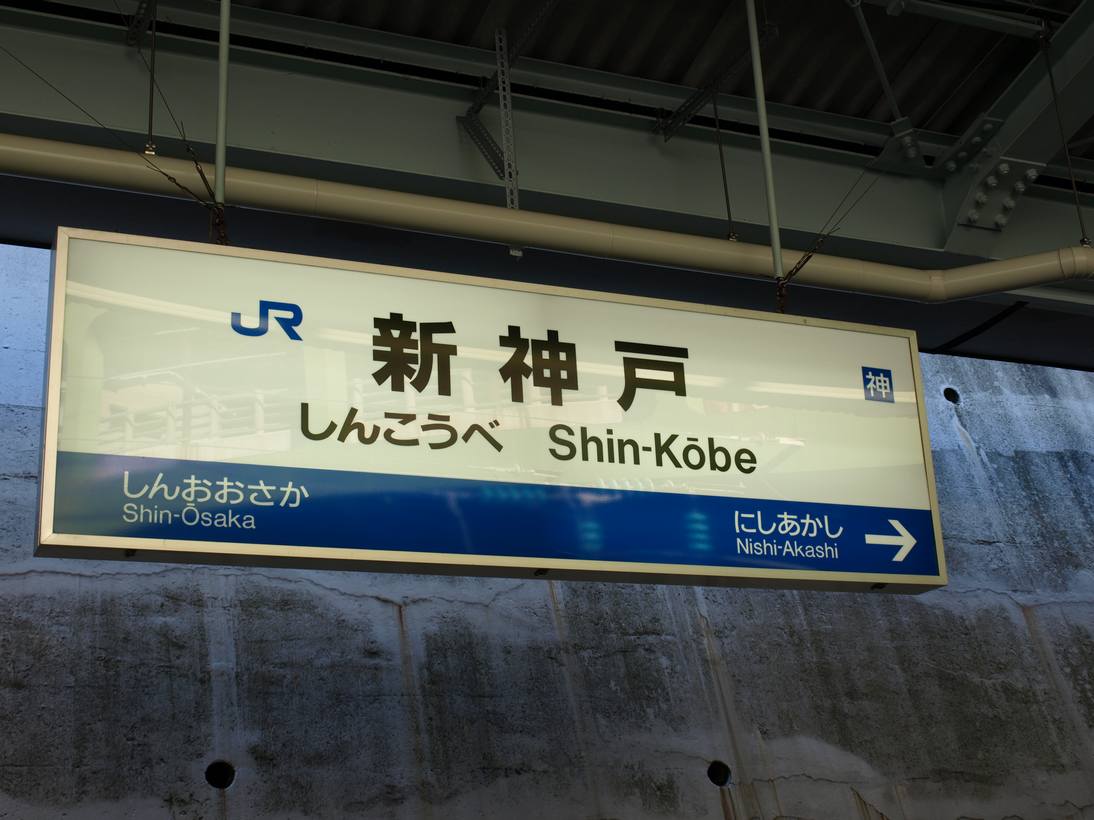 JR 新神戸 神
しんこうべ Shin-Kōbe
しんおおさか
Shin-Ōsaka
にしあかし →
Nishi-Akashi